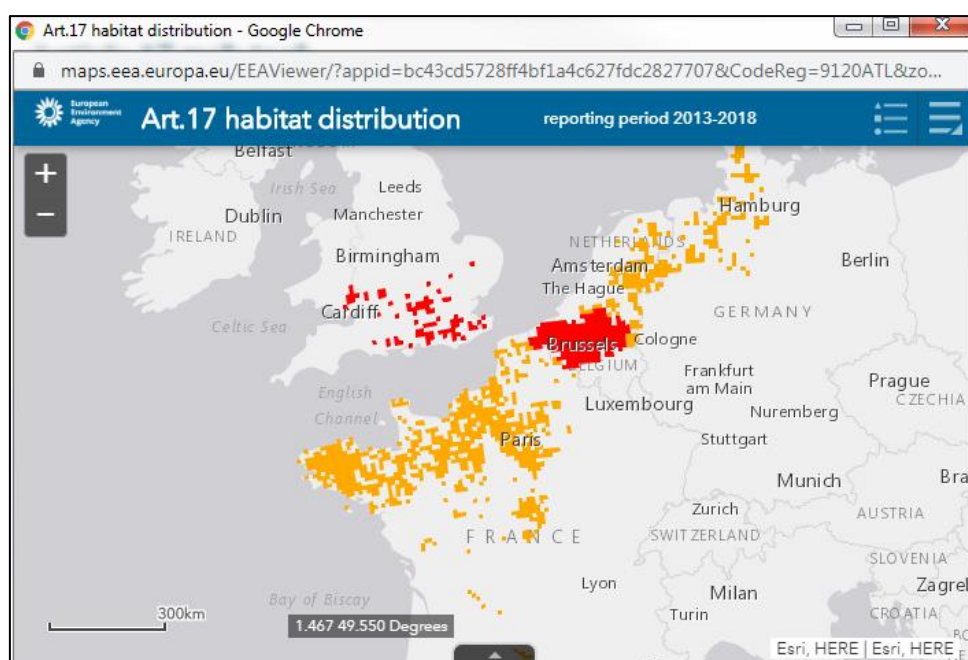 Art.17 habitat distribution - Google Chrome
maps.eea.europa.eu/EEAViewer/?appid=bc43cd5728ff4bf1a4c627fdc2827707&CodeReg=9120ATL&zo...
European
Environment
Agency
Art.17 habitat distribution
reporting period 2013-2018
Belfast
+
−
Irish Sea
Leeds
Dublin
Manchester
IRELAND
Birmingham
Hamburg
NETHERLANDS
Amsterdam
Berlin
The Hague
Cardiff
Celtic Sea
GERMANY
Brussels
Cologne
BELGIUM
Frankfurt
am Main
Prague
CZECHIA
English
Channel
Luxembourg
Nuremberg
Paris
Stuttgart
Munich
Bra
Zurich
AUSTRIA
FRANCE
SWITZERLAND
SLOVENIA
Lyon
Milan
Zagreb
Bay of Biscay
300km
Turin
CROATIA
1.467 49.550 Degrees
Esri, HERE | Esri, HERE